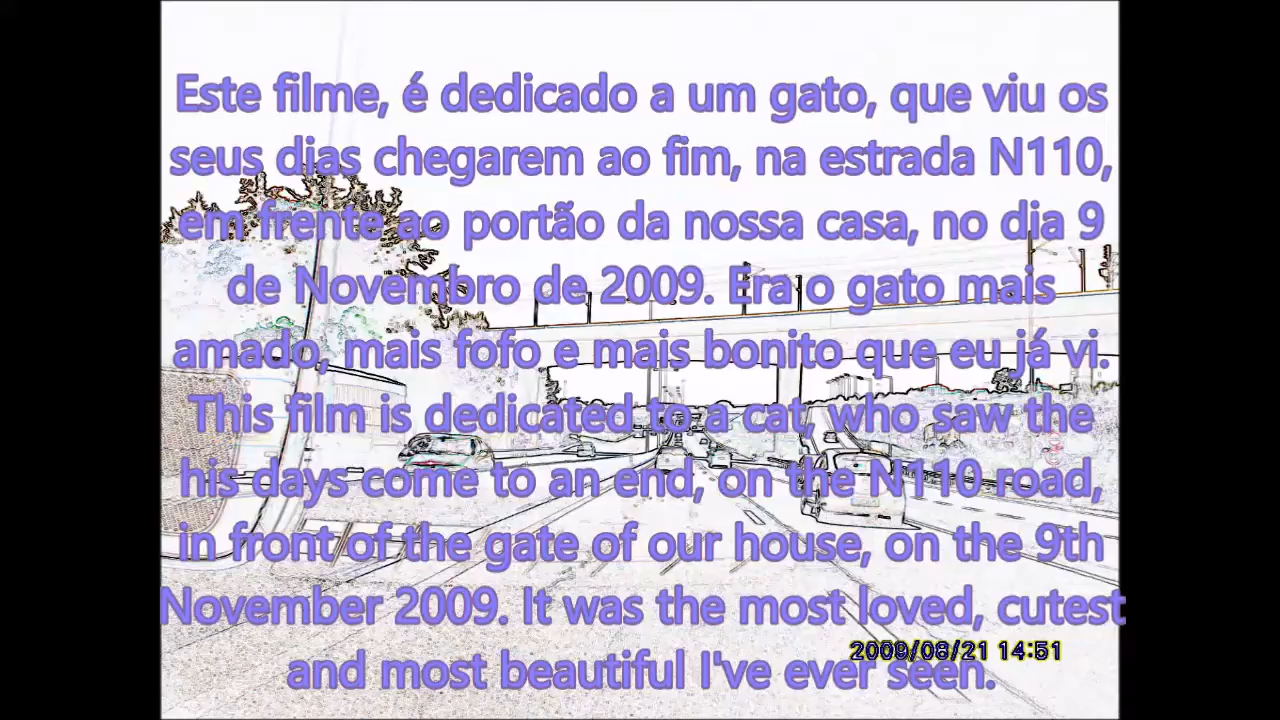 Este filme, é dedicado a um gato, que viu os
seus dias chegarem ao fim, na estrada N110,
em frente ao portão da nossa casa, no dia 9
de Novembro de 2009. Era o gato mais
amado, mais fofo e mais bonito que eu já vi.
This film is dedicated to a cat, who saw the
his days come to an end, on the N110 road,
in front of the gate of our house, on the 9th
November 2009. It was the most loved, cutest
2009/08/21 14:51
and most beautiful I've ever seen.